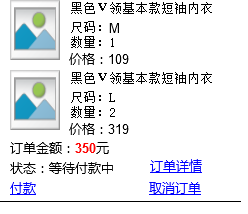 黑色V领基本款短袖内衣
尺码：M
数量：1
价格：109
黑色V领基本款短袖内衣
尺码：L
数量：2
价格：319
订单金额：350元
状态：等待付款中 订单详情
付款 取消订单